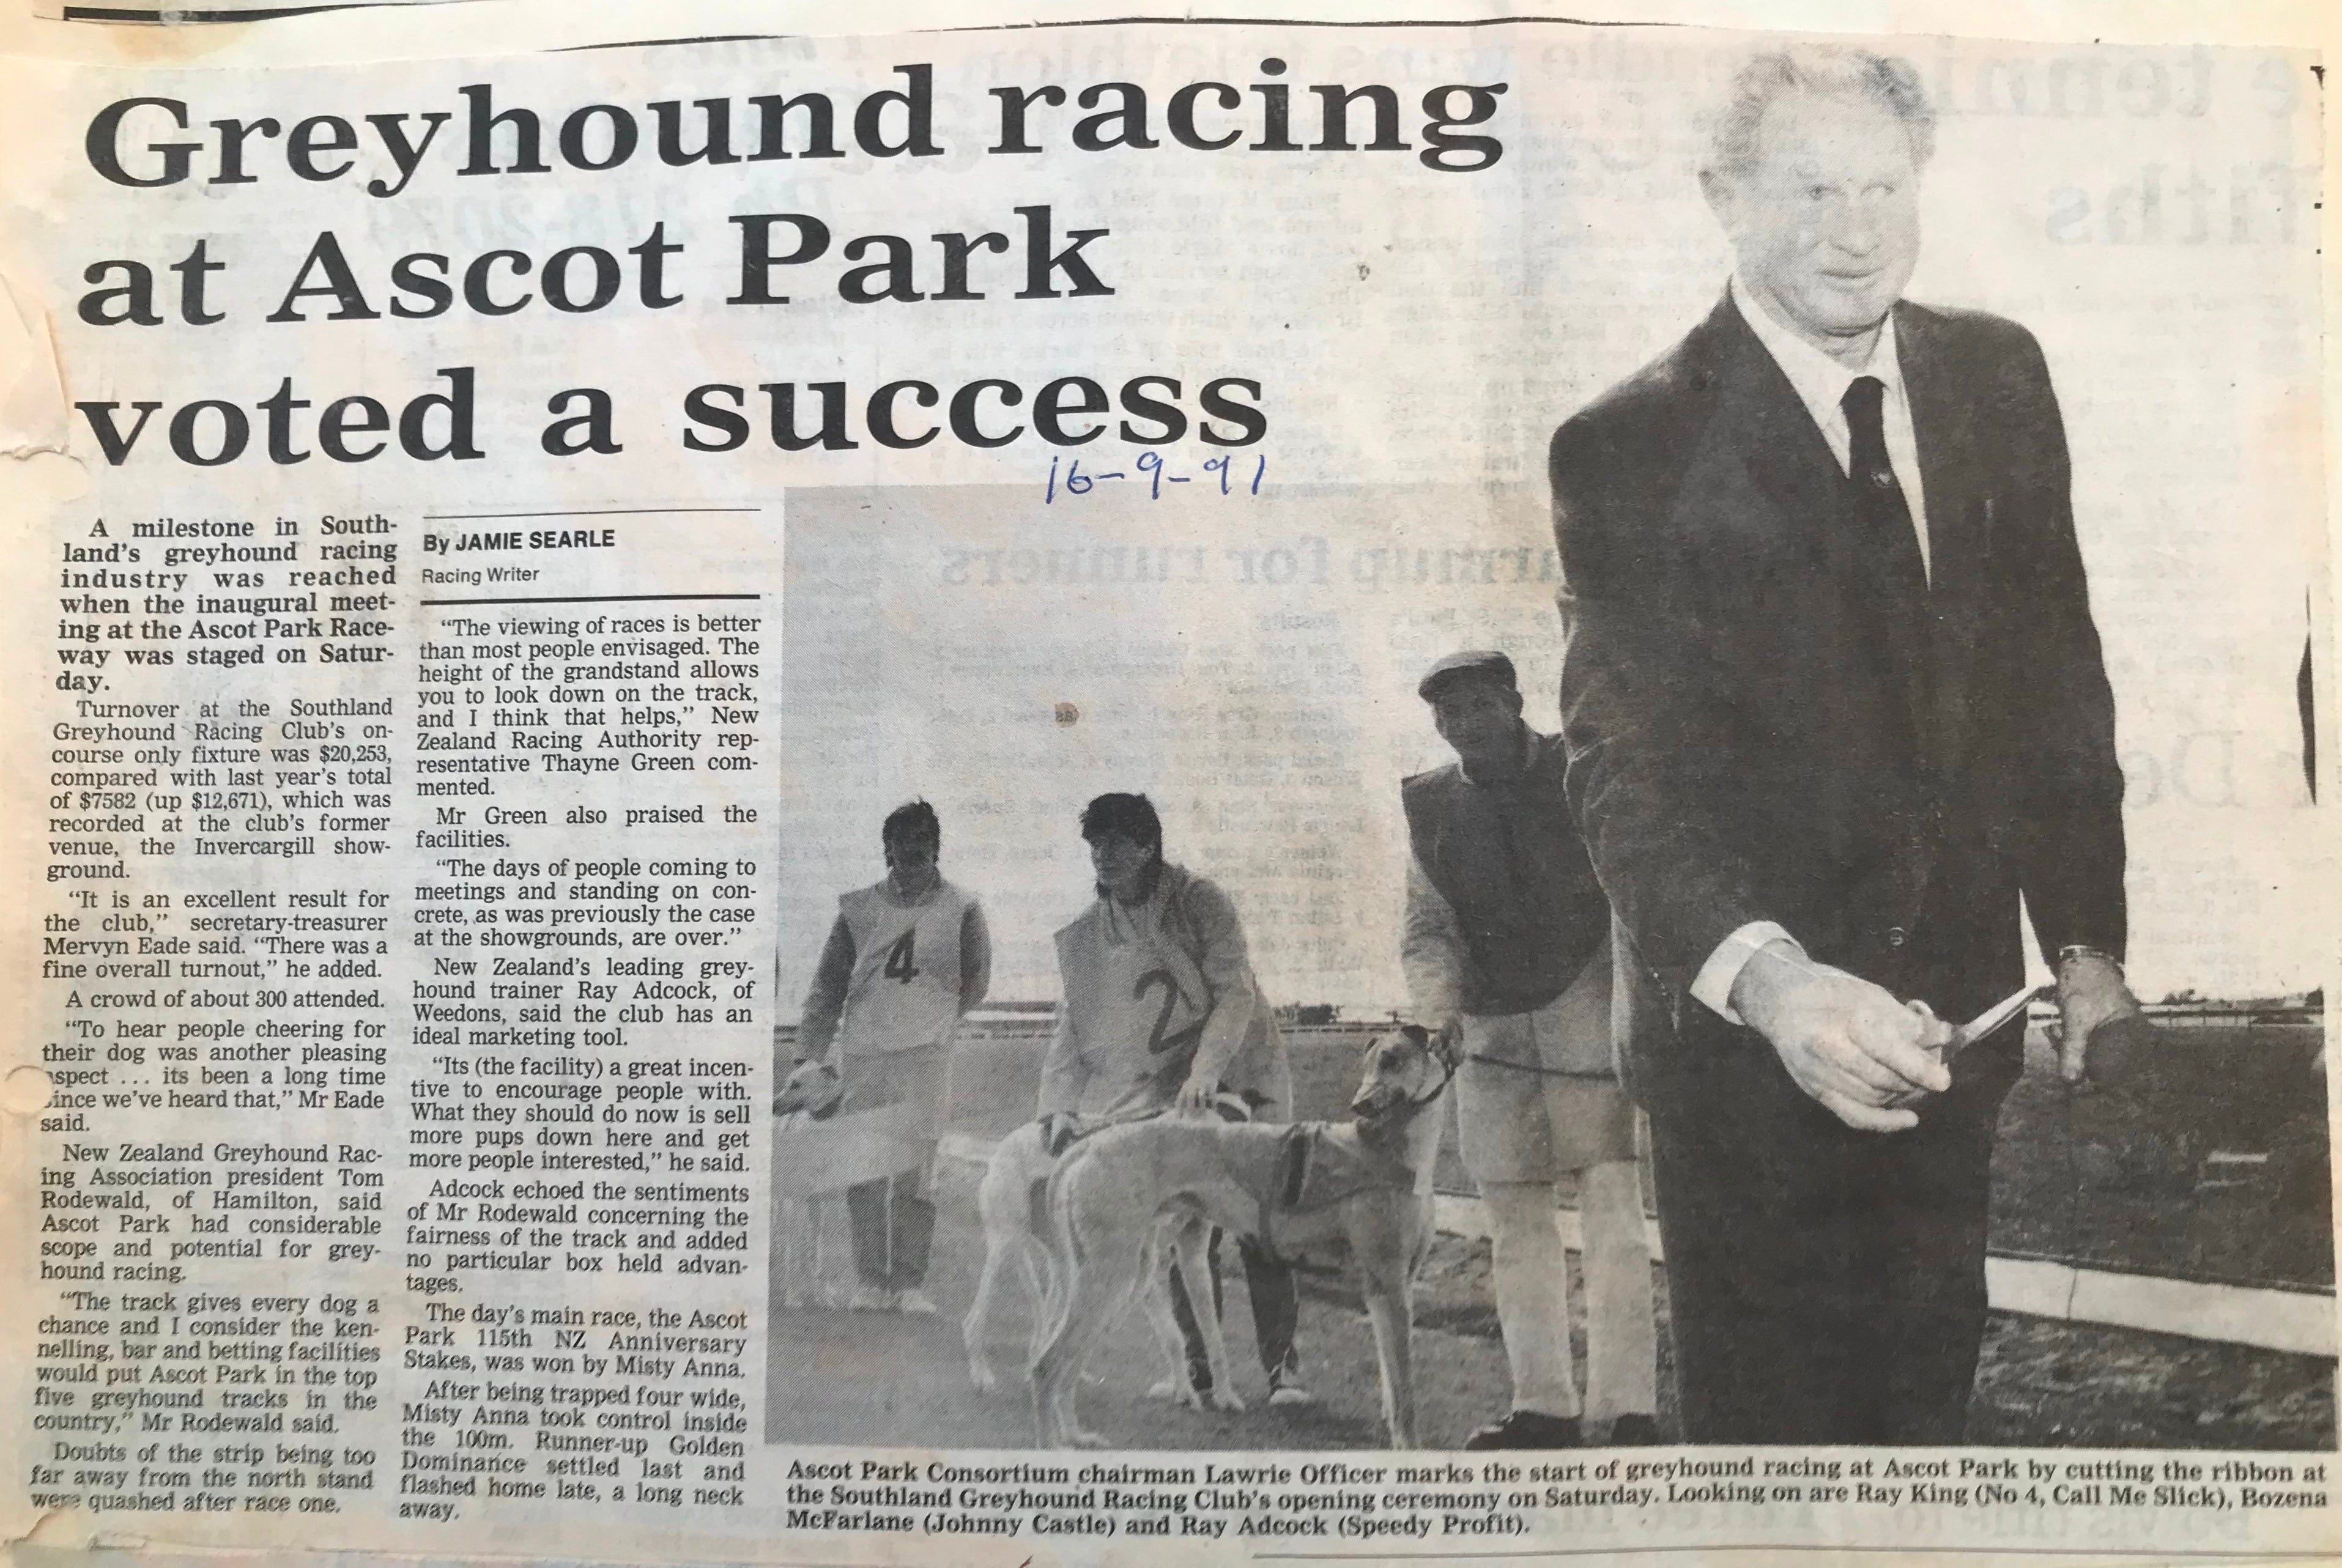 Greyhound racing
at Ascot Park
voted a success
16-9-91
A milestone in South-
land's greyhound racing
industry was reached
when the inaugural meet-
ing at the Ascot Park Race-
way was staged on Satur-
day.
Turnover at the Southland
Greyhound Racing Club's on-
course only fixture was $20,253,
compared with last year's total
of $7582 (up $12,671), which was
recorded at the club's former
venue, the Invercargill show-
ground.
"It is an excellent result for
the club," secretary-treasurer
Mervyn Eade said. "There was a
fine overall turnout," he added.
A crowd of about 300 attended.
"To hear people cheering for
their dog was another pleasing
aspect ... its been a long time
since we've heard that," Mr Eade
said.
New Zealand Greyhound Rac-
ing Association president Tom
Rodewald, of Hamilton, said
Ascot Park had considerable
scope and potential for grey-
hound racing.
"The track gives every dog a
chance and I consider the ken-
nelling, bar and betting facilities
would put Ascot Park in the top
five greyhound tracks in the
country," Mr Rodewald said.
Doubts of the strip being too
far away from the north stand
were quashed after race one.
By JAMIE SEARLE
Racing Writer
"The viewing of races is better
than most people envisaged. The
height of the grandstand allows
you to look down on the track,
and I think that helps," New
Zealand Racing Authority rep-
resentative Thayne Green com-
mented.
Mr Green also praised the
facilities.
"The days of people coming to
meetings and standing on con-
crete, as was previously the case
at the showgrounds, are over."
New Zealand's leading grey-
hound trainer Ray Adcock, of
Weedons, said the club has an
ideal marketing tool.
"Its (the facility) a great incen-
tive to encourage people with.
What they should do now is sell
more pups down here and get
more people interested," he said.
Adcock echoed the sentiments
of Mr Rodewald concerning the
fairness of the track and added
no particular box held advan-
tages.
The day's main race, the Ascot
Park 115th NZ Anniversary
Stakes, was won by Misty Anna.
After being trapped four wide,
Misty Anna took control inside
the 100m. Runner-up Golden
Dominance settled last and
flashed home late, a long neck
away.
4
2
Ascot Park Consortium chairman Lawrie Officer marks the start of greyhound racing at Ascot Park by cutting the ribbon at
the Southland Greyhound Racing Club's opening ceremony on Saturday. Looking on are Ray King (No 4, Call Me Slick), Bozena
McFarlane (Johnny Castle) and Ray Adcock (Speedy Profit).